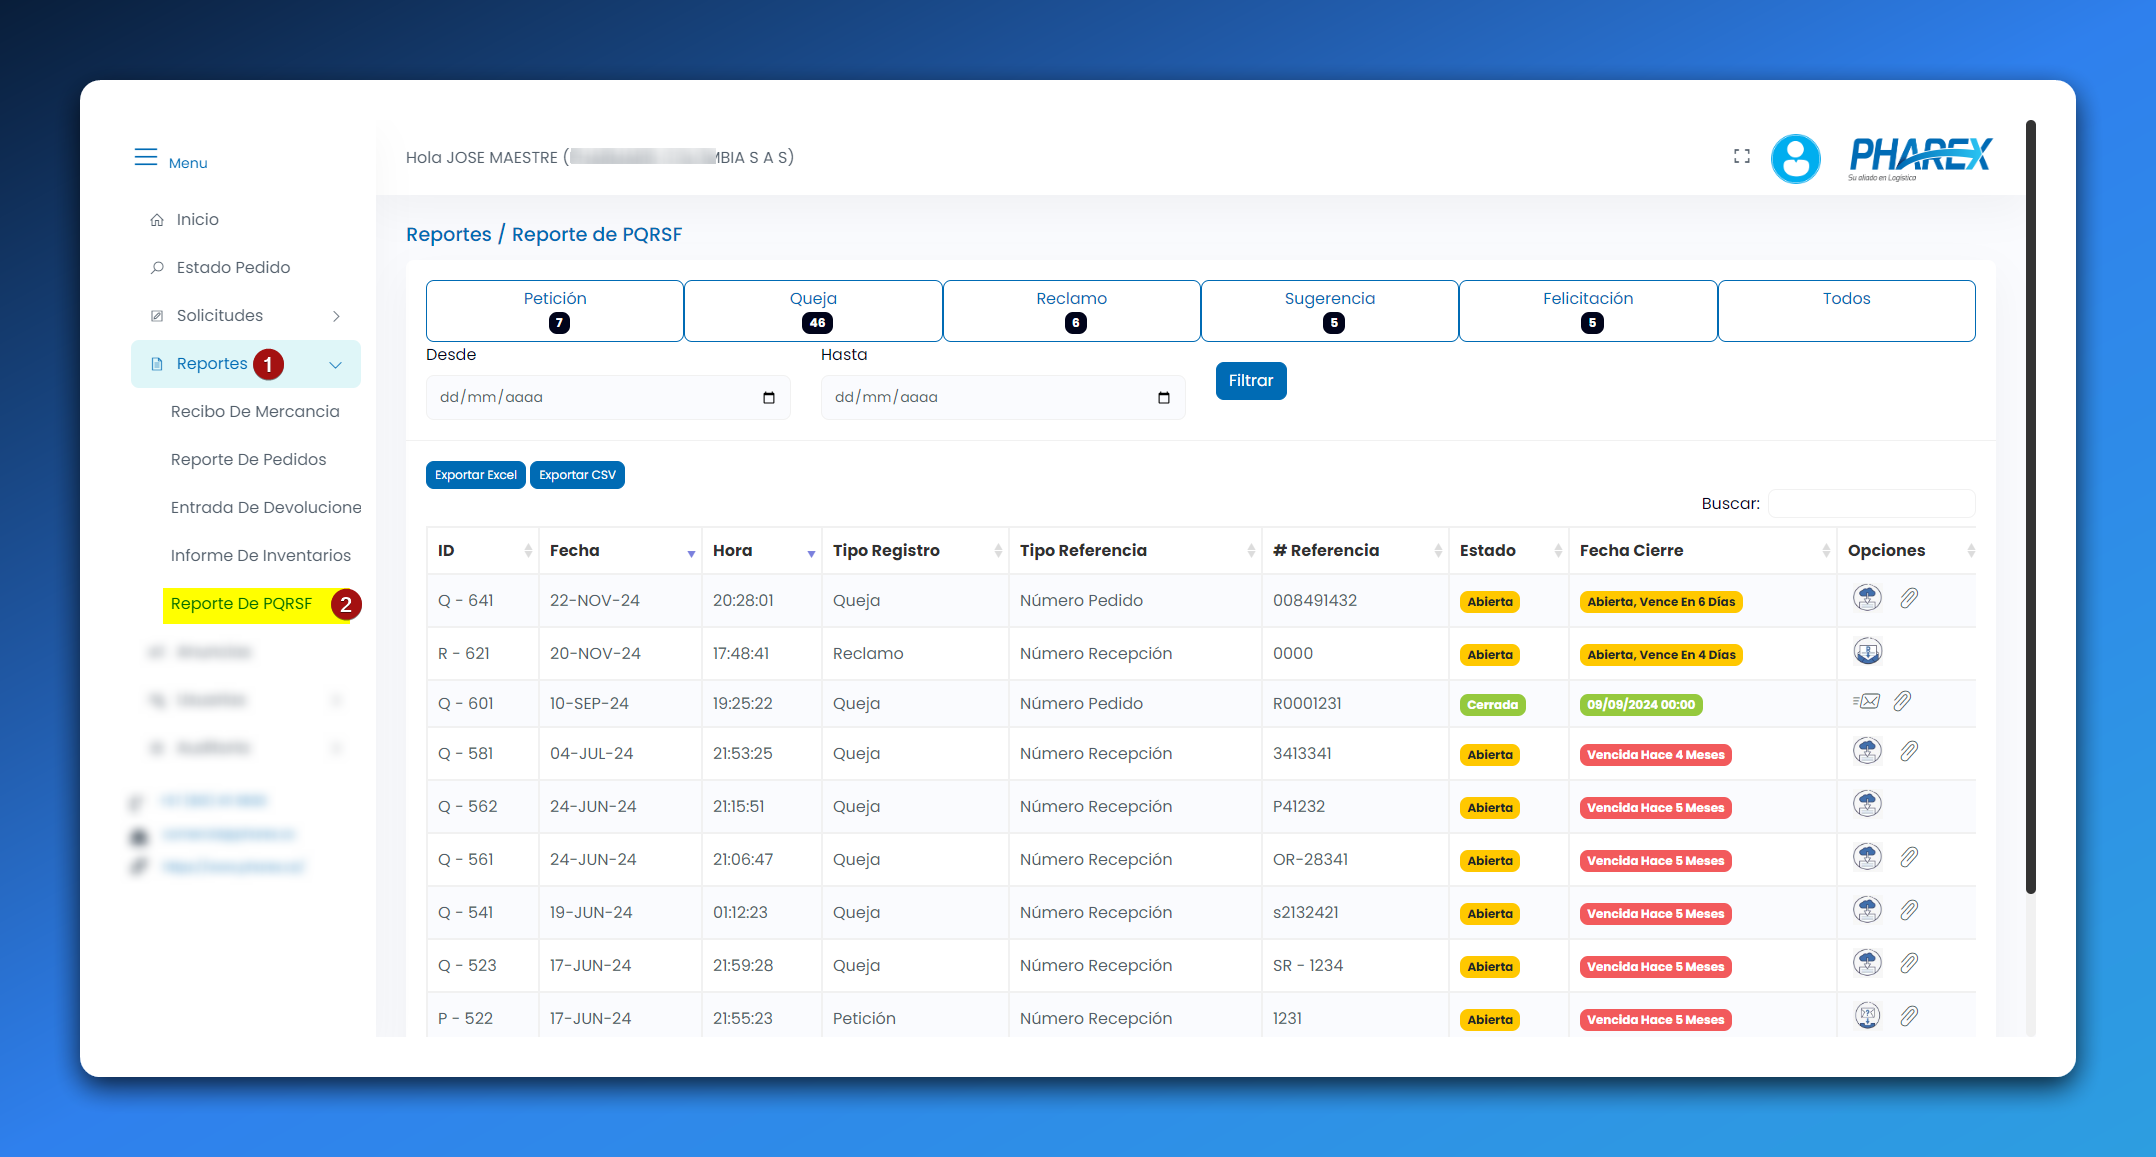 Menu
Inicio
Estado Pedido
Solicitudes
Reportes 1
Recibo De Mercancia
Reporte De Pedidos
Entrada De Devolucione
Informe De Inventarios
Reporte De PQRSF 2
Hola JOSE MAESTRE ( MBIA S A S)
PHAREX
Su aliado en Logística
Reportes / Reporte de PQRSF
Petición 7
Queja 46
Reclamo 6
Sugerencia 5
Felicitación 5
Todos
Desde
Hasta
dd/mm/aaaa
dd/mm/aaaa
Filtrar
Exportar Excel Exportar CSV
Buscar:
ID Fecha Hora Tipo Registro Tipo Referencia # Referencia Estado Fecha Cierre Opciones
Q - 641 22-NOV-24 20:28:01 Queja Número Pedido 008491432 Abierta Abierta, Vence En 6 Días
R - 621 20-NOV-24 17:48:41 Reclamo Número Recepción 0000 Abierta Abierta, Vence En 4 Días
Q - 601 10-SEP-24 19:25:22 Queja Número Pedido R0001231 Cerrada 09/09/2024 00:00
Q - 581 04-JUL-24 21:53:25 Queja Número Recepción 3413341 Abierta Vencida Hace 4 Meses
Q - 562 24-JUN-24 21:15:51 Queja Número Recepción P41232 Abierta Vencida Hace 5 Meses
Q - 561 24-JUN-24 21:06:47 Queja Número Recepción OR-28341 Abierta Vencida Hace 5 Meses
Q - 541 19-JUN-24 01:12:23 Queja Número Recepción s2132421 Abierta Vencida Hace 5 Meses
Q - 523 17-JUN-24 21:59:28 Queja Número Recepción SR - 1234 Abierta Vencida Hace 5 Meses
P - 522 17-JUN-24 21:55:23 Petición Número Recepción 1231 Abierta Vencida Hace 5 Meses